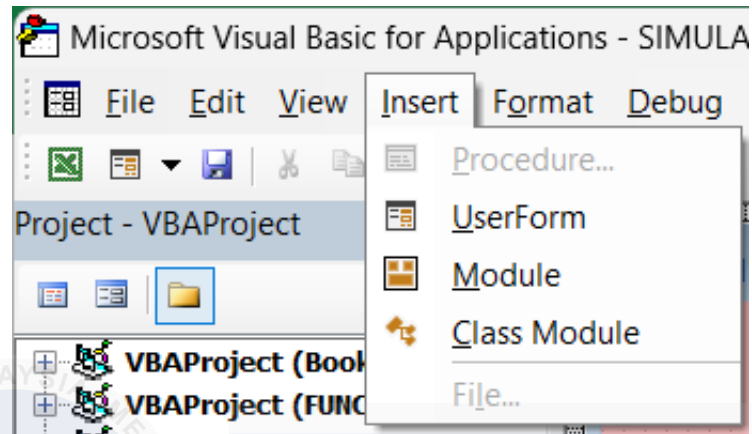 Microsoft Visual Basic for Applications - SIMULA
File Edit View Insert Format Debug
Procedure...
UserForm
Project - VBAProject
Module
Class Module
VBAProject (Book
File...
VBAProject (FUNC